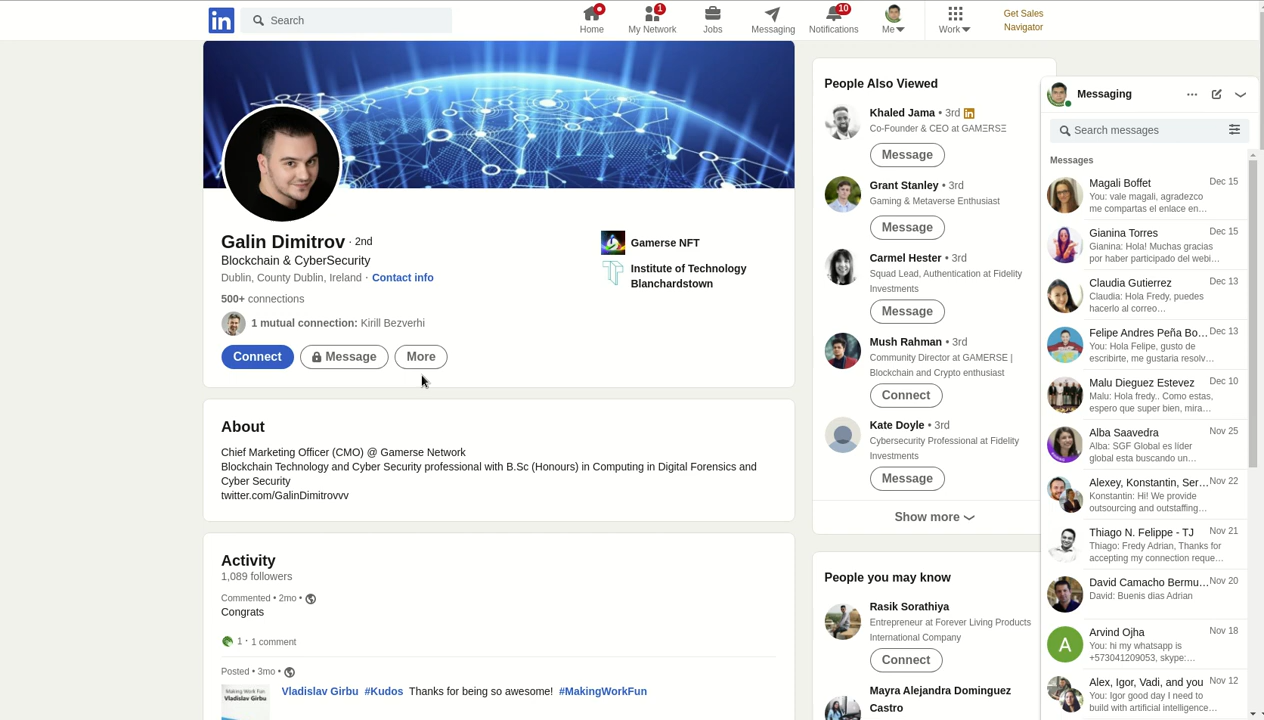 in
Search
Home
1
My Network
Jobs
Messaging
10
Notifications
Me
Work
Get Sales
Navigator
Galin Dimitrov · 2nd
Blockchain & CyberSecurity
Dublin, County Dublin, Ireland · Contact info
500+ connections
1 mutual connection: Kirill Bezverhi
Connect
Message
More
Gamerse NFT
Institute of Technology
Blanchardstown
About
Chief Marketing Officer (CMO) @ Gamerse Network
Blockchain Technology and Cyber Security professional with B.Sc (Honours) in Computing in Digital Forensics and
Cyber Security
twitter.com/GalinDimitrovvv
Activity
1,089 followers
Commented • 2mo •
Congrats
1 · 1 comment
Posted • 3mo •
Making Work Fun
Vladislav Girbu
Vladislav Girbu #Kudos Thanks for being so awesome! #MakingWorkFun
People Also Viewed
Khaled Jama • 3rd in
Co-Founder & CEO at GAMΞRSΞ
Message
Grant Stanley • 3rd
Gaming & Metaverse Enthusiast
Message
Carmel Hester • 3rd
Squad Lead, Authentication at Fidelity
Investments
Message
Mush Rahman • 3rd
Community Director at GAMERSE |
Blockchain and Crypto enthusiast
Connect
Kate Doyle • 3rd
Cybersecurity Professional at Fidelity
Investments
Message
Show more
People you may know
Rasik Sorathiya
Entrepreneur at Forever Living Products
International Company
Connect
Mayra Alejandra Dominguez
Castro
Messaging
Search messages
Messages
Magali Boffet Dec 15
You: vale magali, agradezco
me compartas el enlace en…
Gianina Torres Dec 15
Gianina: Hola! Muchas gracias
por haber participado del webi…
Claudia Gutierrez Dec 13
Claudia: Hola Fredy, puedes
hacerlo al correo…
Felipe Andres Peña Bo… Dec 13
You: Hola Felipe, gusto de
escribirte, me gustaria resolv…
Malu Dieguez Estevez Dec 10
Malu: Hola fredy.. Como estas,
espero que super bien, mira…
Alba Saavedra Nov 25
Alba: SGF Global es líder
global esta buscando un…
Alexey, Konstantin, Ser… Nov 22
Konstantin: Hi! We provide
outsourcing and outstaffing…
Thiago N. Felippe - TJ Nov 21
Thiago: Fredy Adrian, Thanks for
accepting my connection reque…
David Camacho Bermu… Nov 20
David: Buenis dias Adrian
A
Arvind Ojha Nov 18
You: hi my whatsapp is
+573041209053, skype:…
Alex, Igor, Vadi, and you Nov 12
You: Igor good day I need to
build with artificial intelligence…